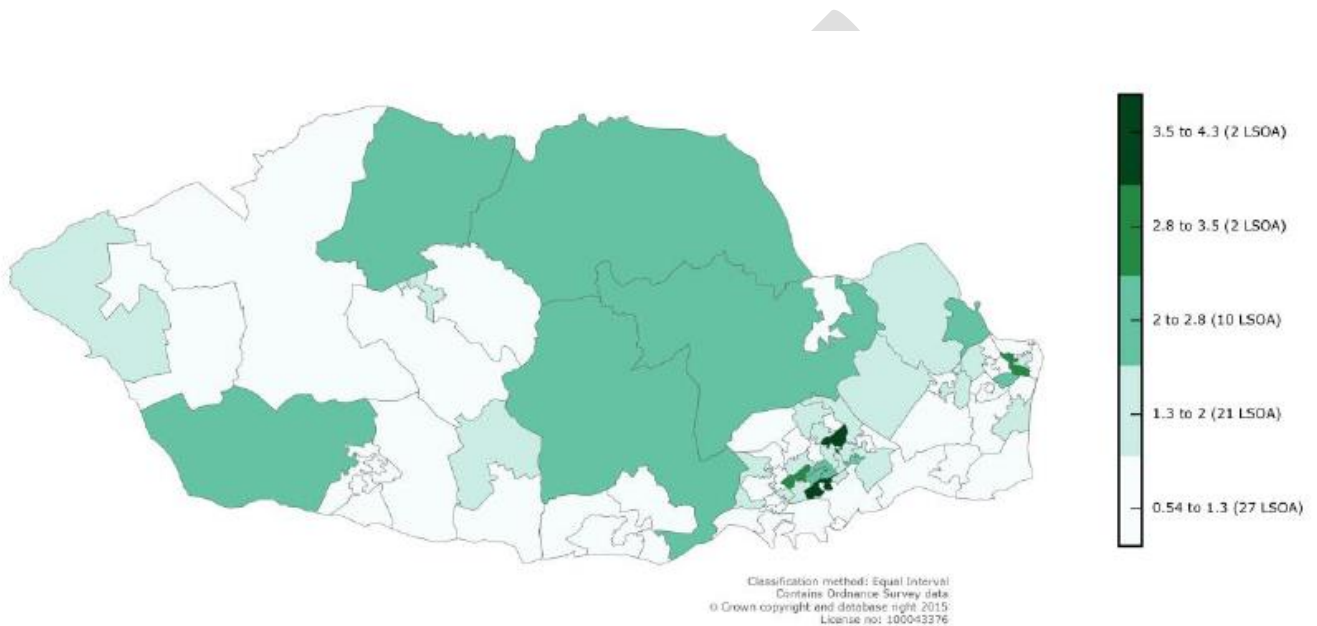 3.5 to 4.3 (2 LSOA)
2.8 to 3.5 (2 LSOA)
2 to 2.8 (10 LSOA)
1.3 to 2 (21 LSOA)
0.54 to 1.3 (27 LSOA)
Classification method: Equal Interval
Contains Ordnance Survey data
© Crown copyright and database right 2015
License no: 100043376